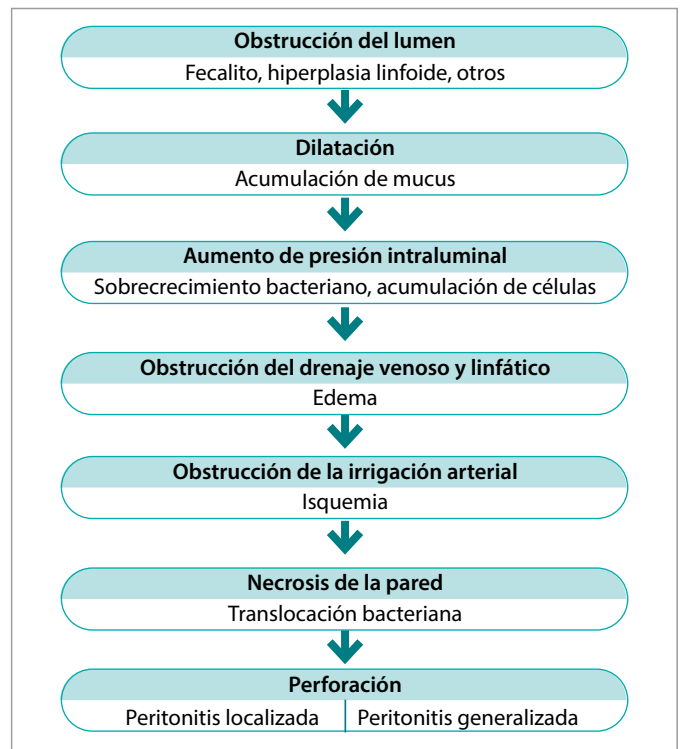 Obstrucción del lumen
Fecalito, hiperplasia linfoide, otros
Dilatación
Acumulación de mucus
Aumento de presión intraluminal
Sobrecrecimiento bacteriano, acumulación de células
Obstrucción del drenaje venoso y linfático
Edema
Obstrucción de la irrigación arterial
Isquemia
Necrosis de la pared
Translocación bacteriana
Perforación
Peritonitis localizada
Peritonitis generalizada